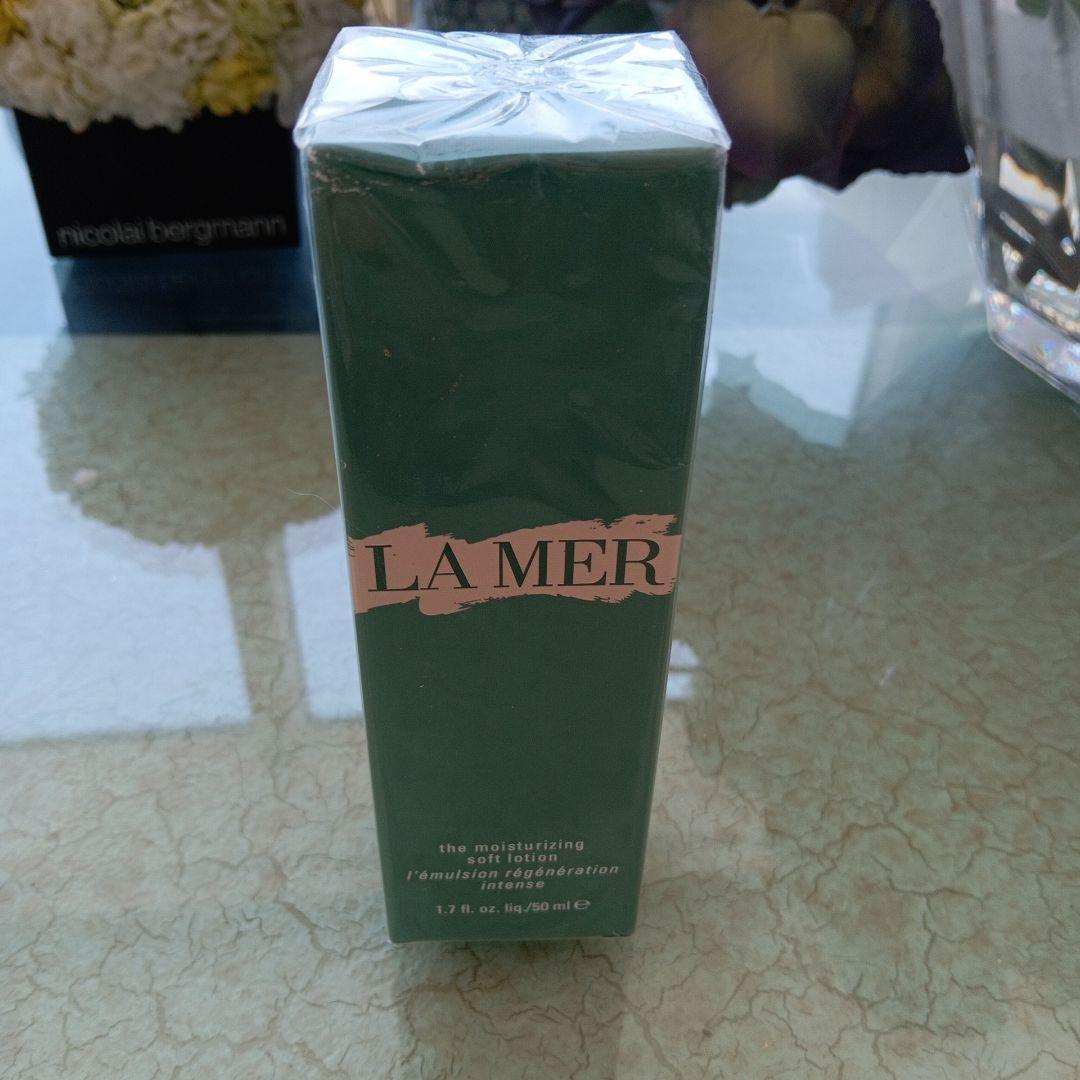 nicolai bergmann
LA MER
the moisturizing
soft lotion
l'émulsion régénération
intense
1.7 fl. oz. liq./50 ml ℮